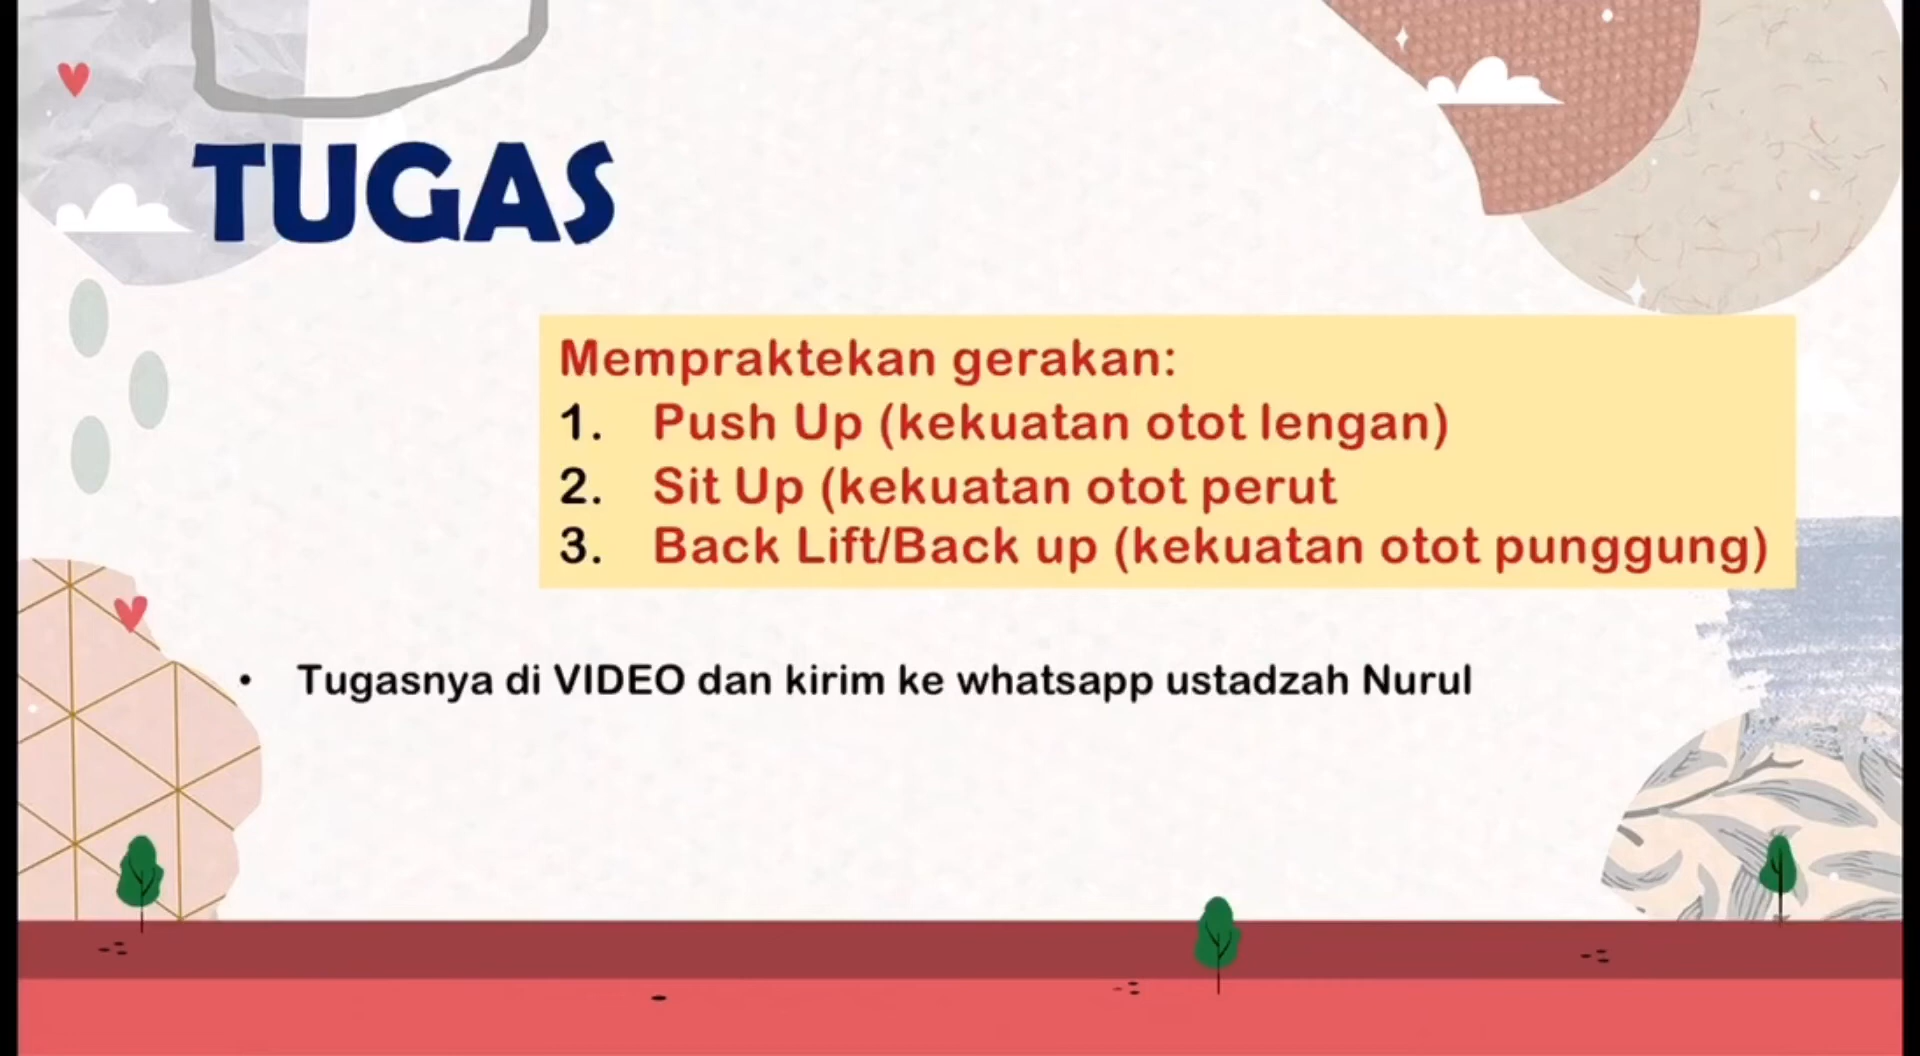 TUGAS
Mempraktekan gerakan:
1. Push Up (kekuatan otot lengan)
2. Sit Up (kekuatan otot perut
3. Back Lift/Back up (kekuatan otot punggung)
• Tugasnya di VIDEO dan kirim ke whatsapp ustadzah Nurul